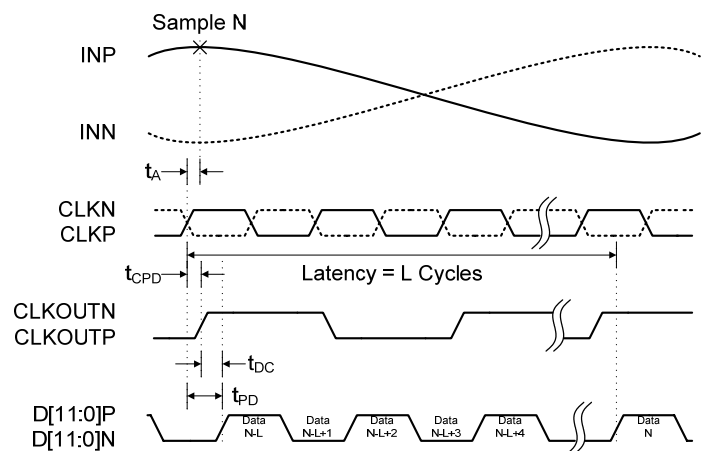 Sample N
INP
INN
tA
CLKN
CLKP
tCPD
Latency = L Cycles
CLKOUTN
CLKOUTP
tDC
tPD
D[11:0]P
D[11:0]N
Data N-L
Data N-L+1
Data N-L+2
Data N-L+3
Data N-L+4
Data N